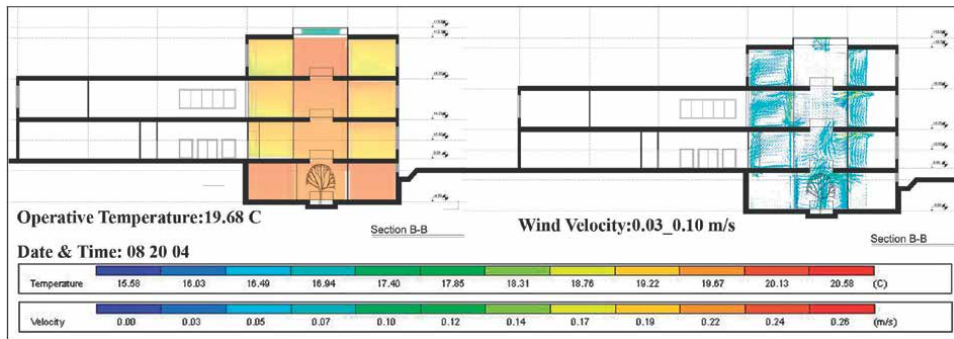 Operative Temperature:19.68 C
Section B-B
Wind Velocity:0.03_0.10 m/s
Section B-B
Date & Time: 08 20 04
Temperature 15.58 16.03 16.49 16.94 17.40 17.85 18.31 18.76 19.22 19.67 20.13 20.58 (C)
Velocity 0.00 0.03 0.05 0.07 0.10 0.12 0.14 0.17 0.19 0.22 0.24 0.26 (m/s)